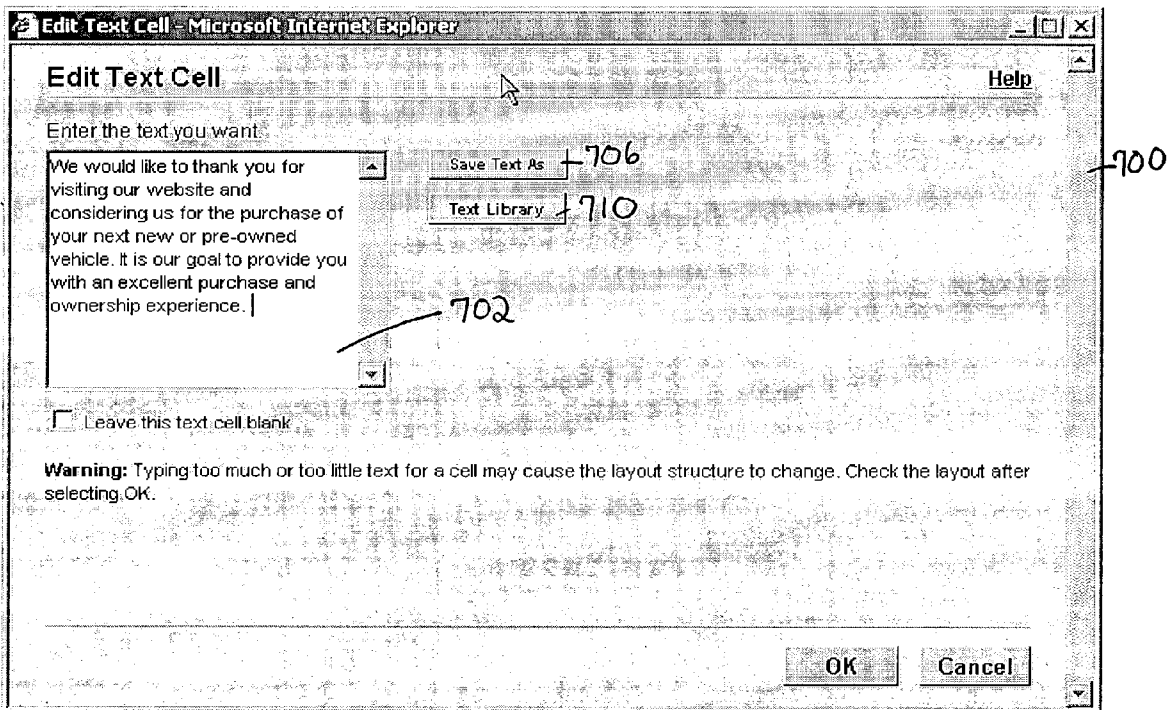 Edit Text Cell - Microsoft Internet Explorer
Edit Text Cell
Help
Enter the text you want
We would like to thank you for
visiting our website and
considering us for the purchase of
your next new or pre-owned
vehicle. It is our goal to provide you
with an excellent purchase and
ownership experience.
Save Text As
706
Text Library
710
700
702
Leave this text cell blank
Warning: Typing too much or too little text for a cell may cause the layout structure to change. Check the layout after
selecting OK.
OK
Cancel